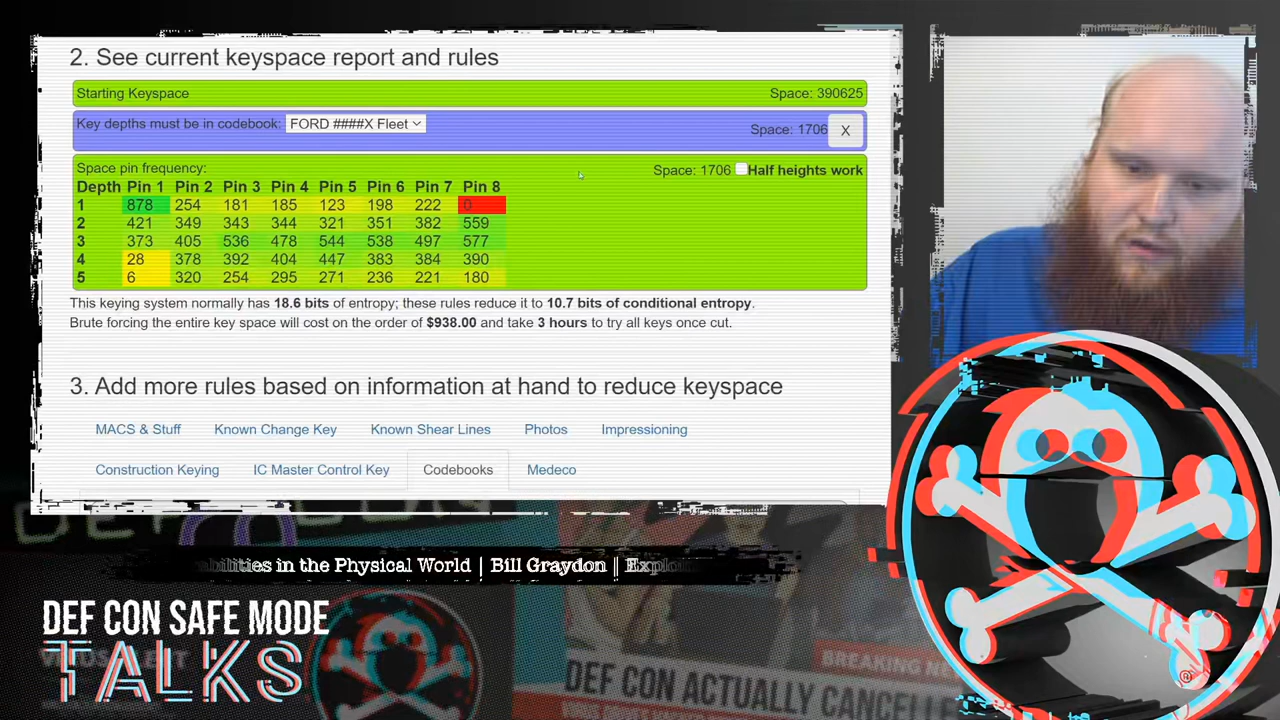 2. See current keyspace report and rules
Starting Keyspace Space: 390625
Key depths must be in codebook: FORD ####X Fleet Space: 1706 X
Space pin frequency: Space: 1706 Half heights work
Depth Pin 1 Pin 2 Pin 3 Pin 4 Pin 5 Pin 6 Pin 7 Pin 8
1 878 254 181 185 123 198 222 0
2 421 349 343 344 321 351 382 559
3 373 405 536 478 544 538 497 577
4 28 378 392 404 447 383 384 390
5 6 320 254 295 271 236 221 180
This keying system normally has 18.6 bits of entropy; these rules reduce it to 10.7 bits of conditional entropy.
Brute forcing the entire key space will cost on the order of $938.00 and take 3 hours to try all keys once cut.
3. Add more rules based on information at hand to reduce keyspace
MACS & Stuff Known Change Key Known Shear Lines Photos Impressioning
Construction Keying IC Master Control Key Codebooks Medeco
abilities in the Physical World | Bill Graydon || Exploi
DEF CON SAFE MODE
TALKS
BREAKING NE
DEF CON ACTUALLY CANCELLE
®